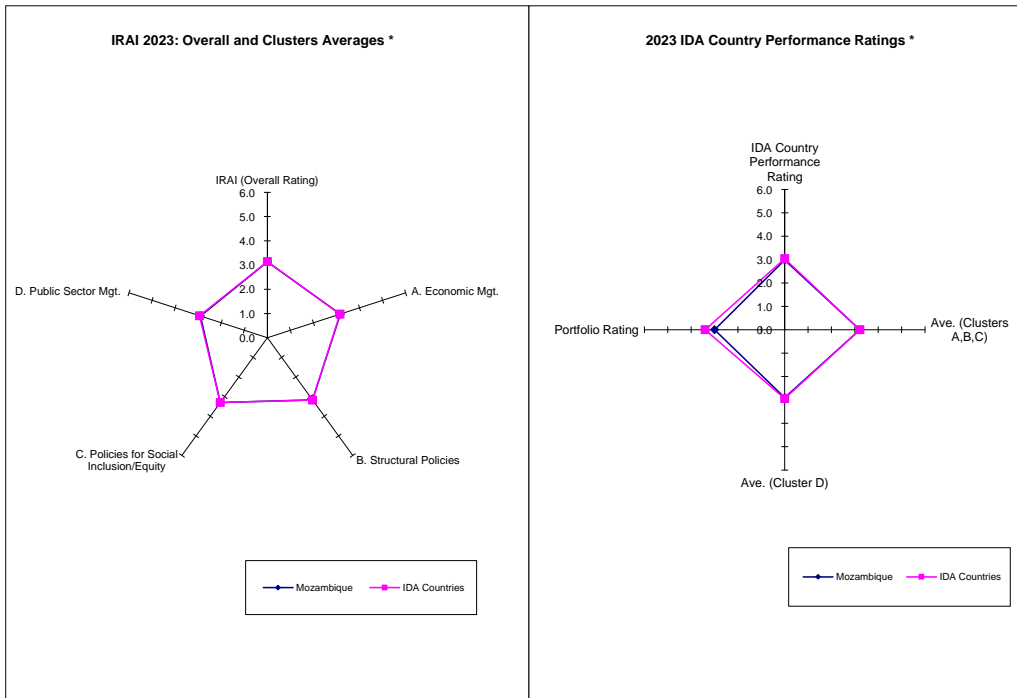 IRAI 2023: Overall and Clusters Averages *
IRAI (Overall Rating)
6.0
5.0
4.0
3.0
2.0
1.0
0.0
A. Economic Mgt.
B. Structural Policies
C. Policies for Social
Inclusion/Equity
D. Public Sector Mgt.
Mozambique
IDA Countries
2023 IDA Country Performance Ratings *
IDA Country
Performance
Rating
6.0
5.0
4.0
3.0
2.0
1.0
0.0
Ave. (Clusters
A,B,C)
Ave. (Cluster D)
Portfolio Rating
Mozambique
IDA Countries